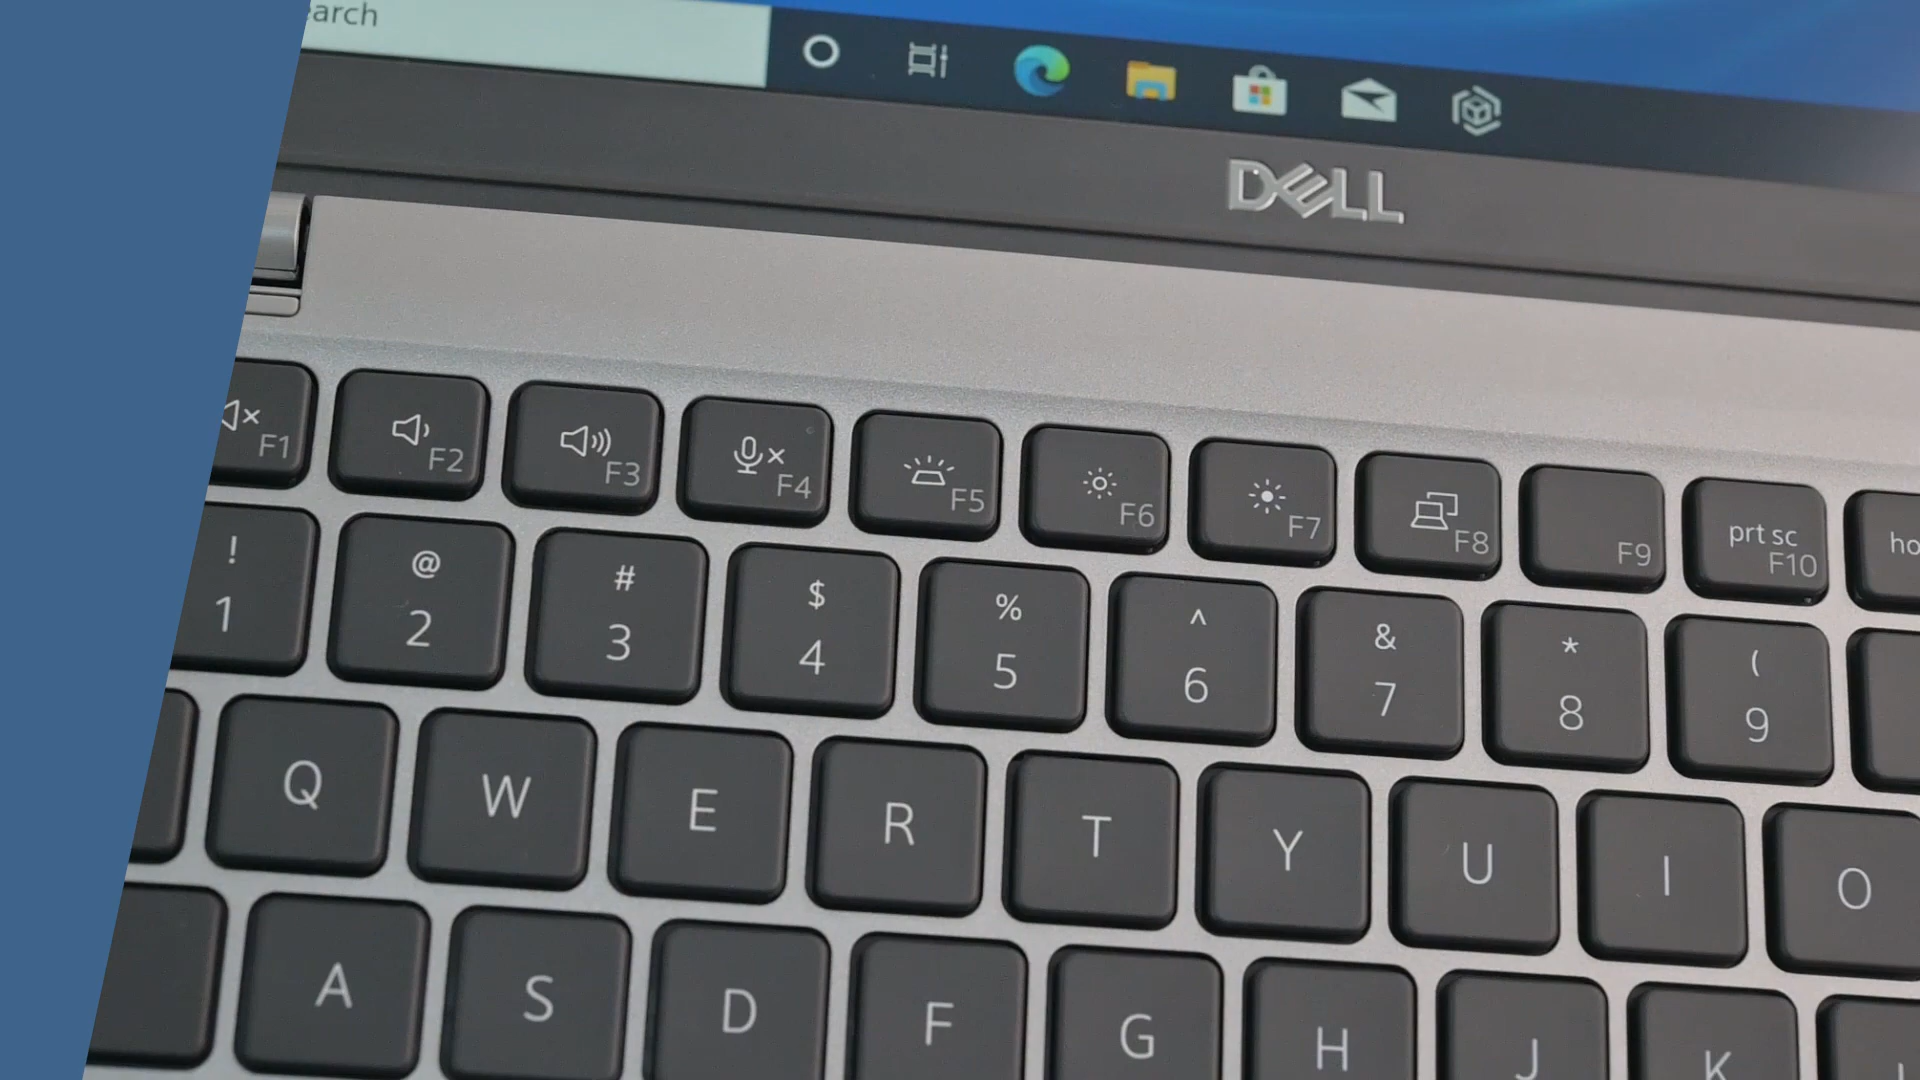 arch
DELL
F1 F2 F3 F4 F5 F6 F7 F8 F9 prt sc F10 ho
! @ # $ % ^ & * (
1 2 3 4 5 6 7 8 9
Q W E R T Y U I O
A S D F G H J K